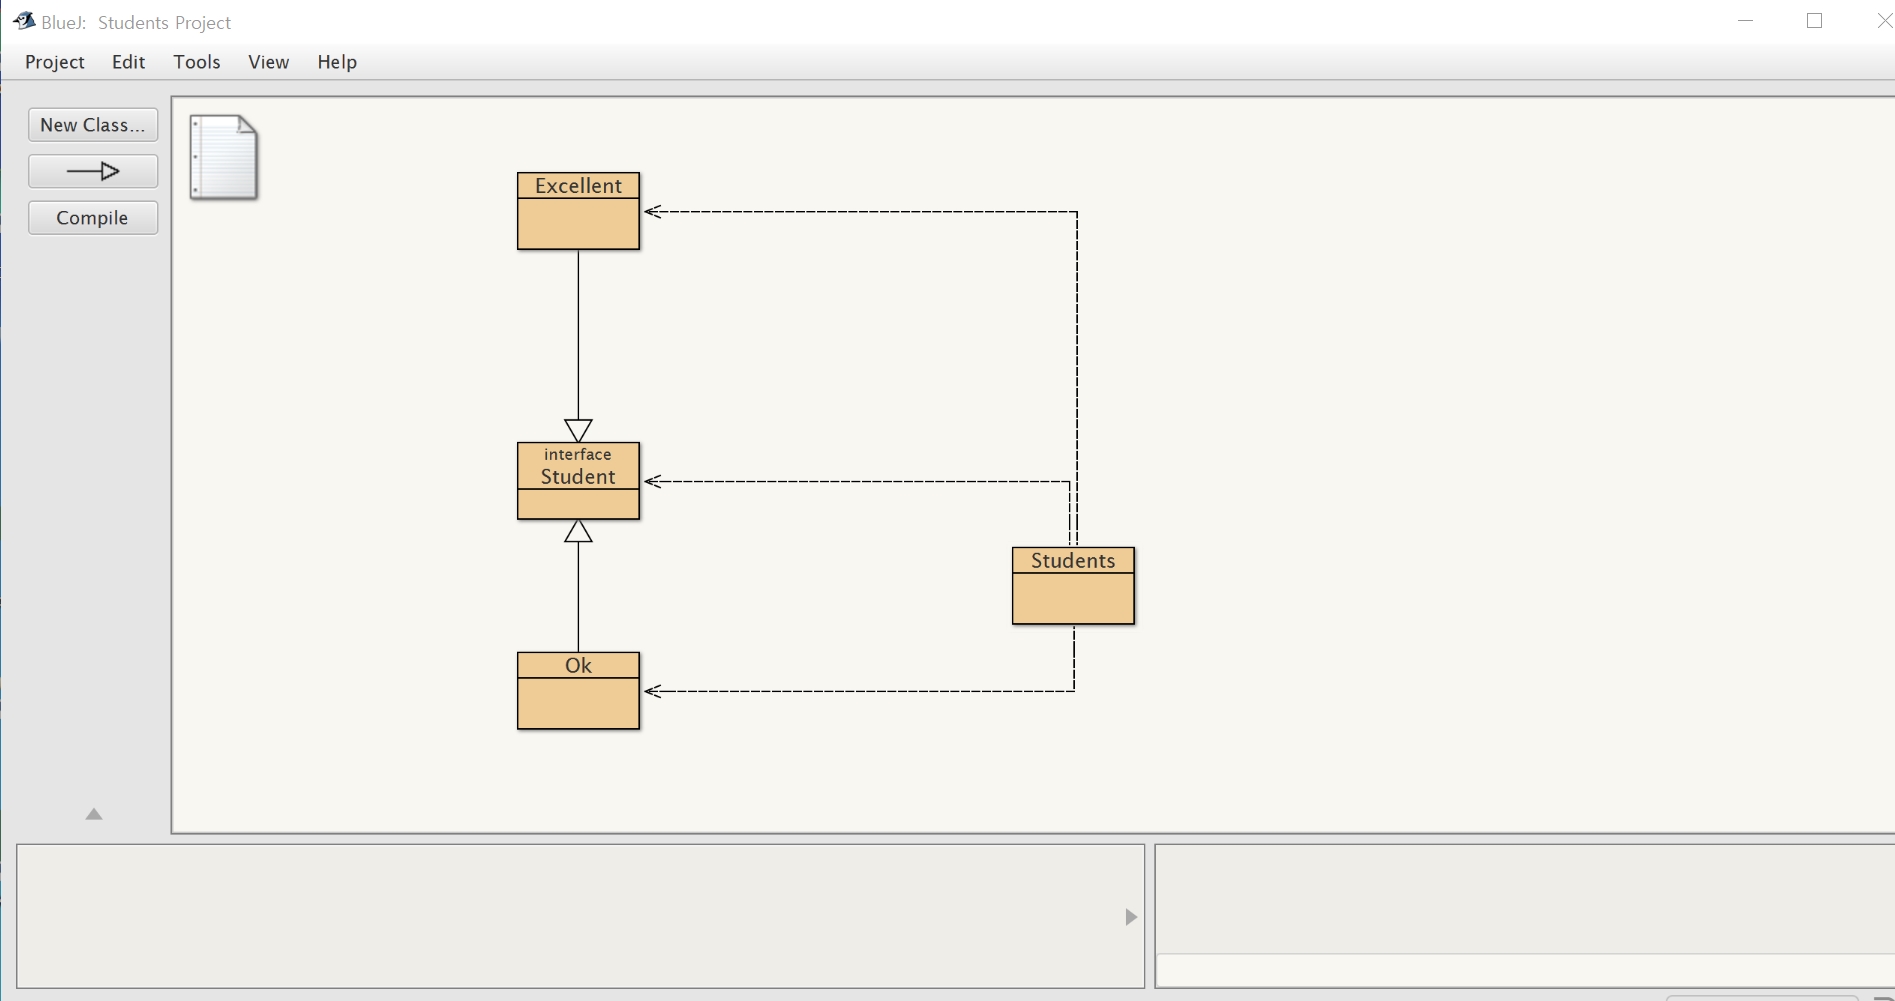 BlueJ: Students Project
Project Edit Tools View Help
New Class...
Compile
Excellent
interface
Student
Students
Ok